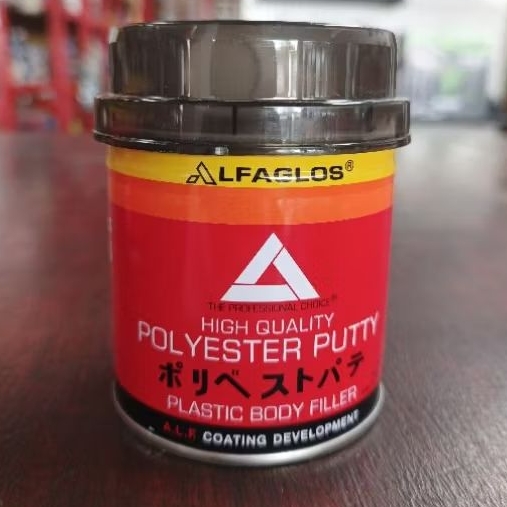 ALFAGLOS®
THE PROFESSIONAL CHOICE®
HIGH QUALITY
POLYESTER PUTTY
ポリベストパテ
PLASTIC BODY FILLER
A.L.F COATING DEVELOPMENT